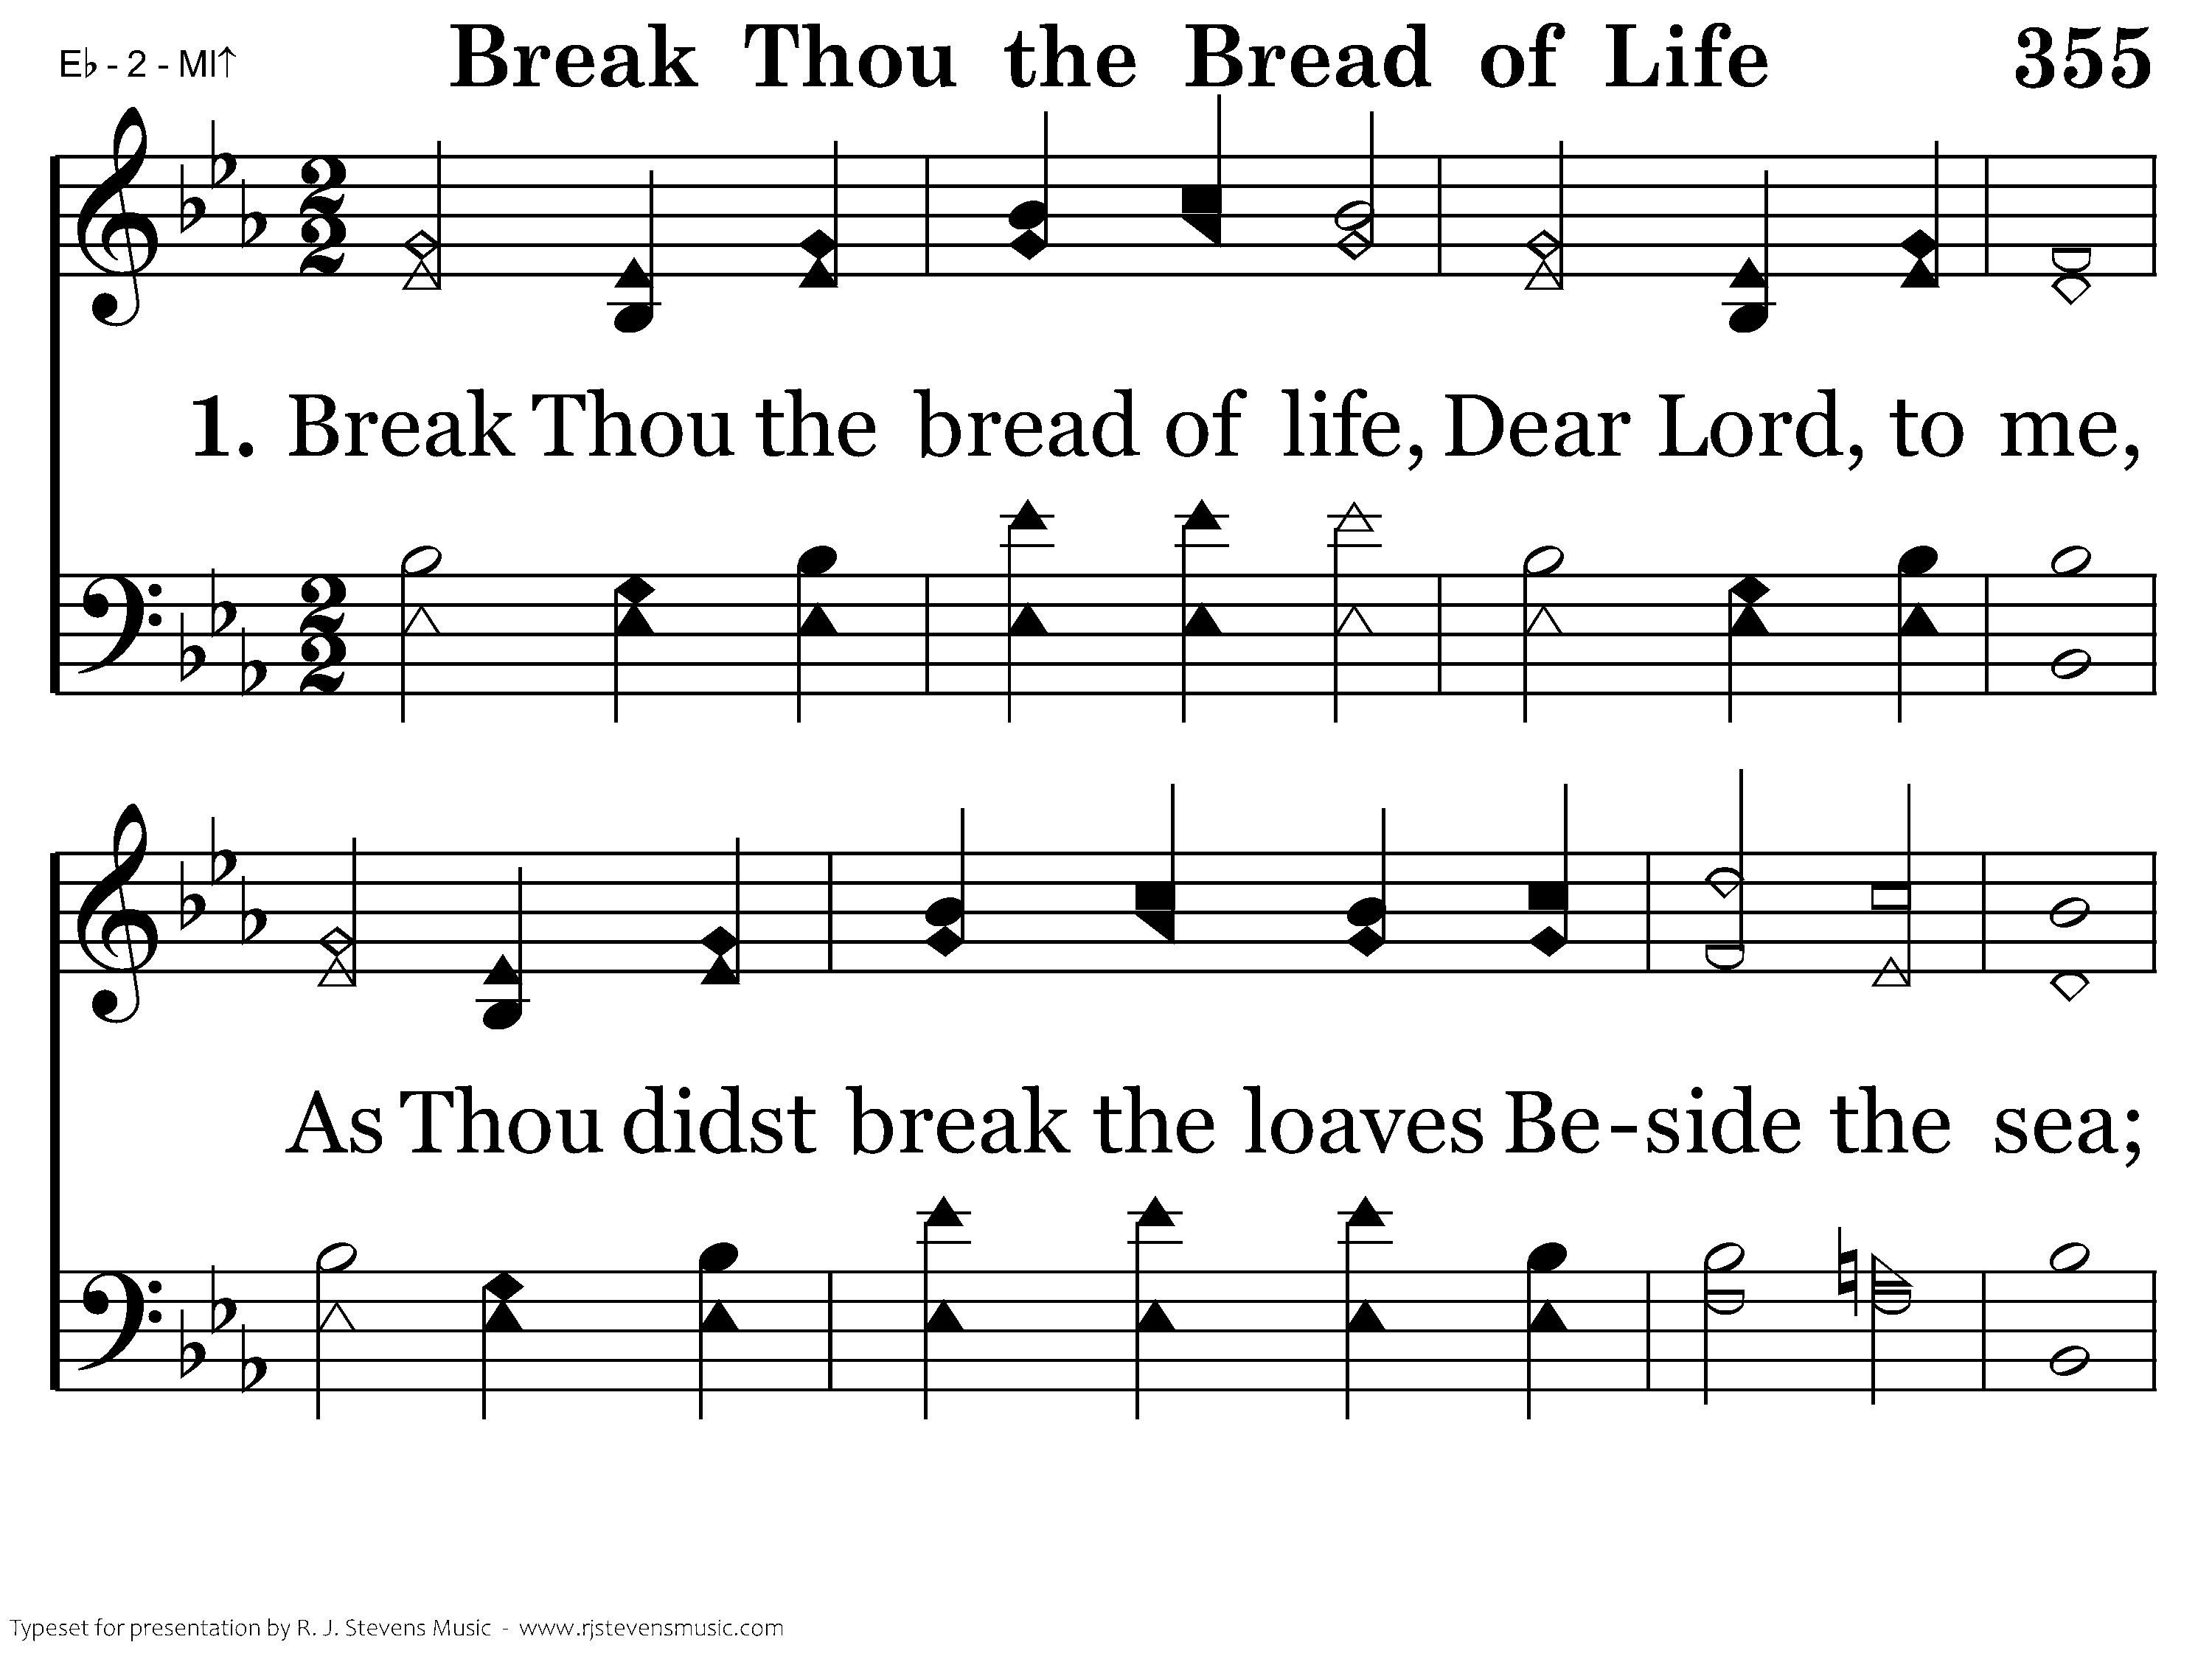 E♭ - 2 - MI↑ Break Thou the Bread of Life 355
1. Break Thou the bread of life, Dear Lord, to me,
As Thou didst break the loaves Be-side the sea;
Typeset for presentation by R. J. Stevens Music - www.rjstevensmusic.com